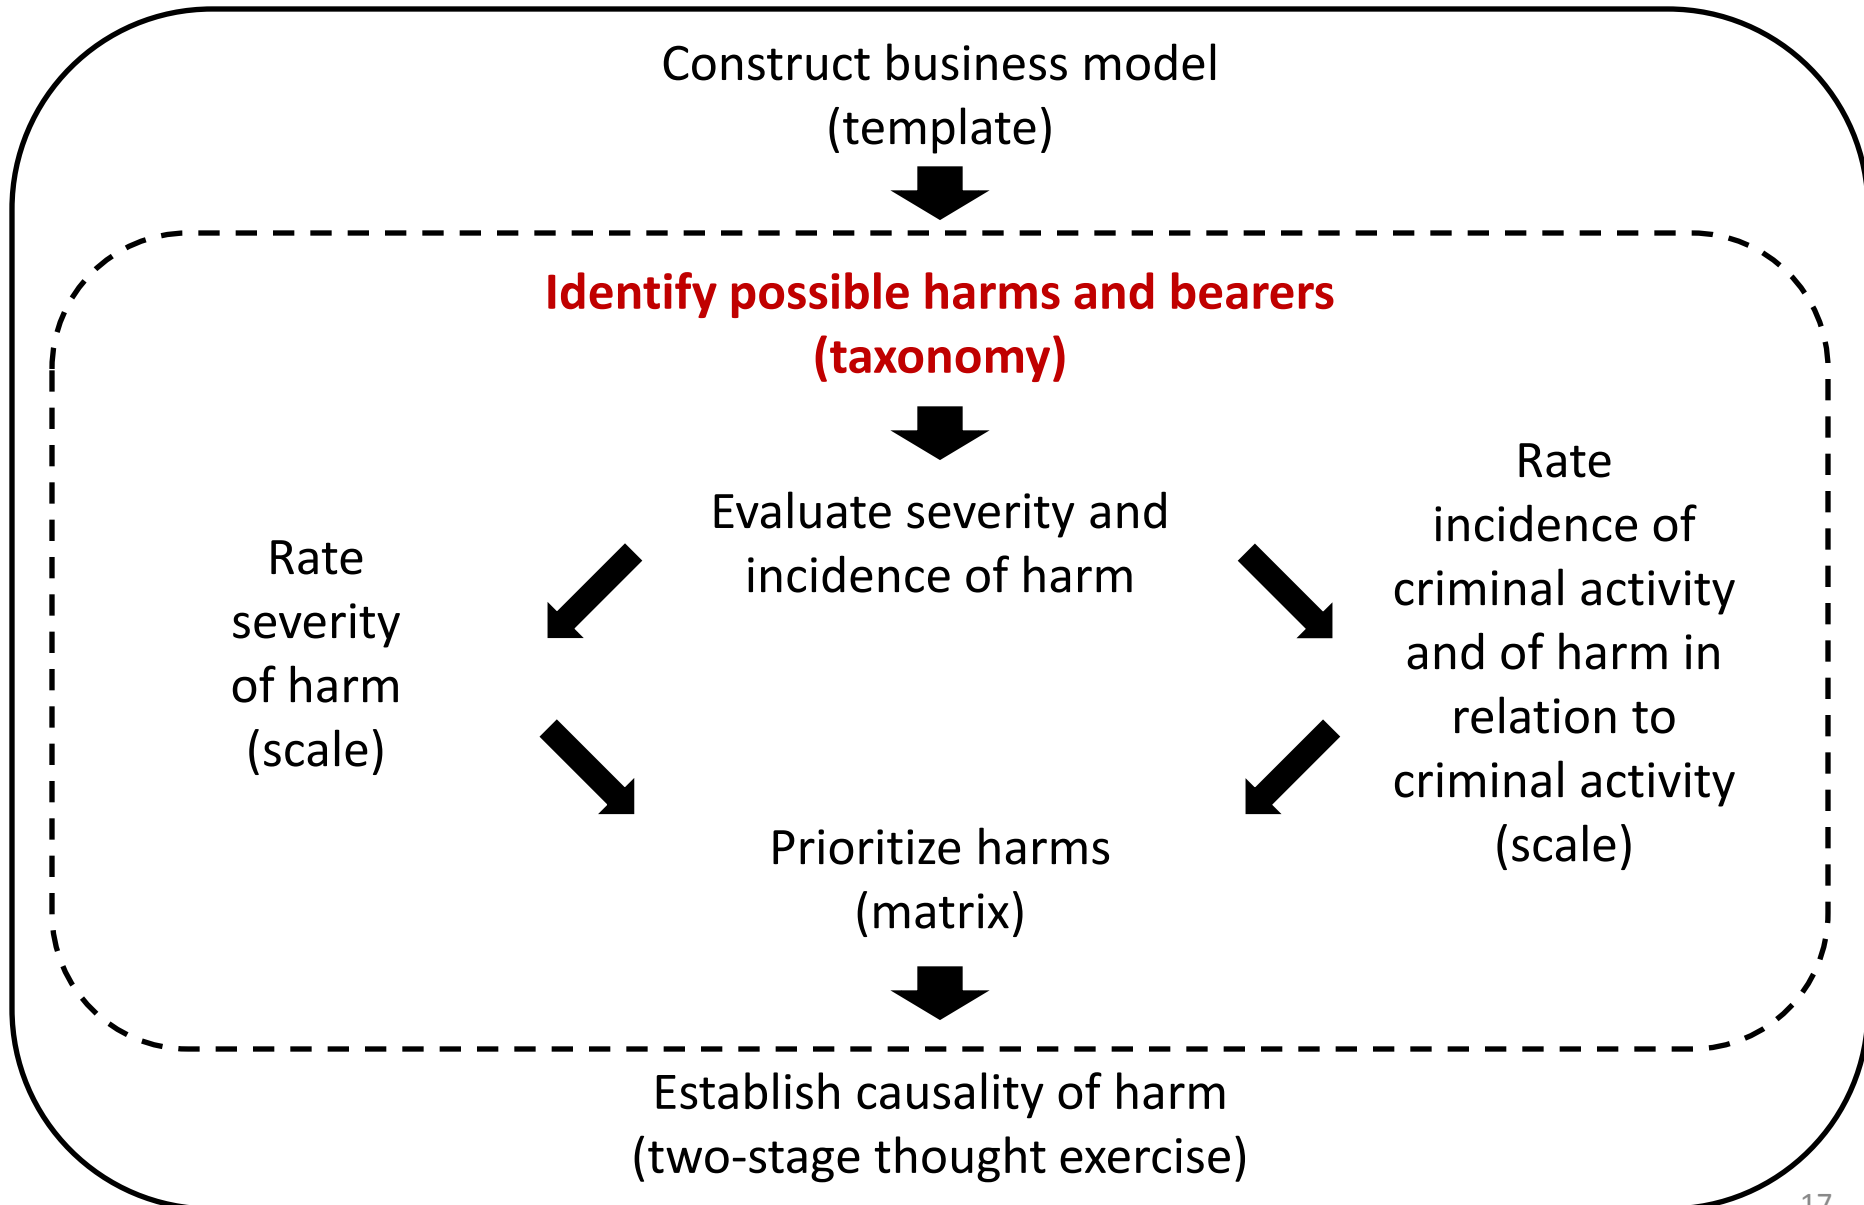 Construct business model
(template)
Identify possible harms and bearers
(taxonomy)
Evaluate severity and
incidence of harm
Rate
severity
of harm
(scale)
Rate
incidence of
criminal activity
and of harm in
relation to
criminal activity
(scale)
Prioritize harms
(matrix)
Establish causality of harm
(two-stage thought exercise)
17